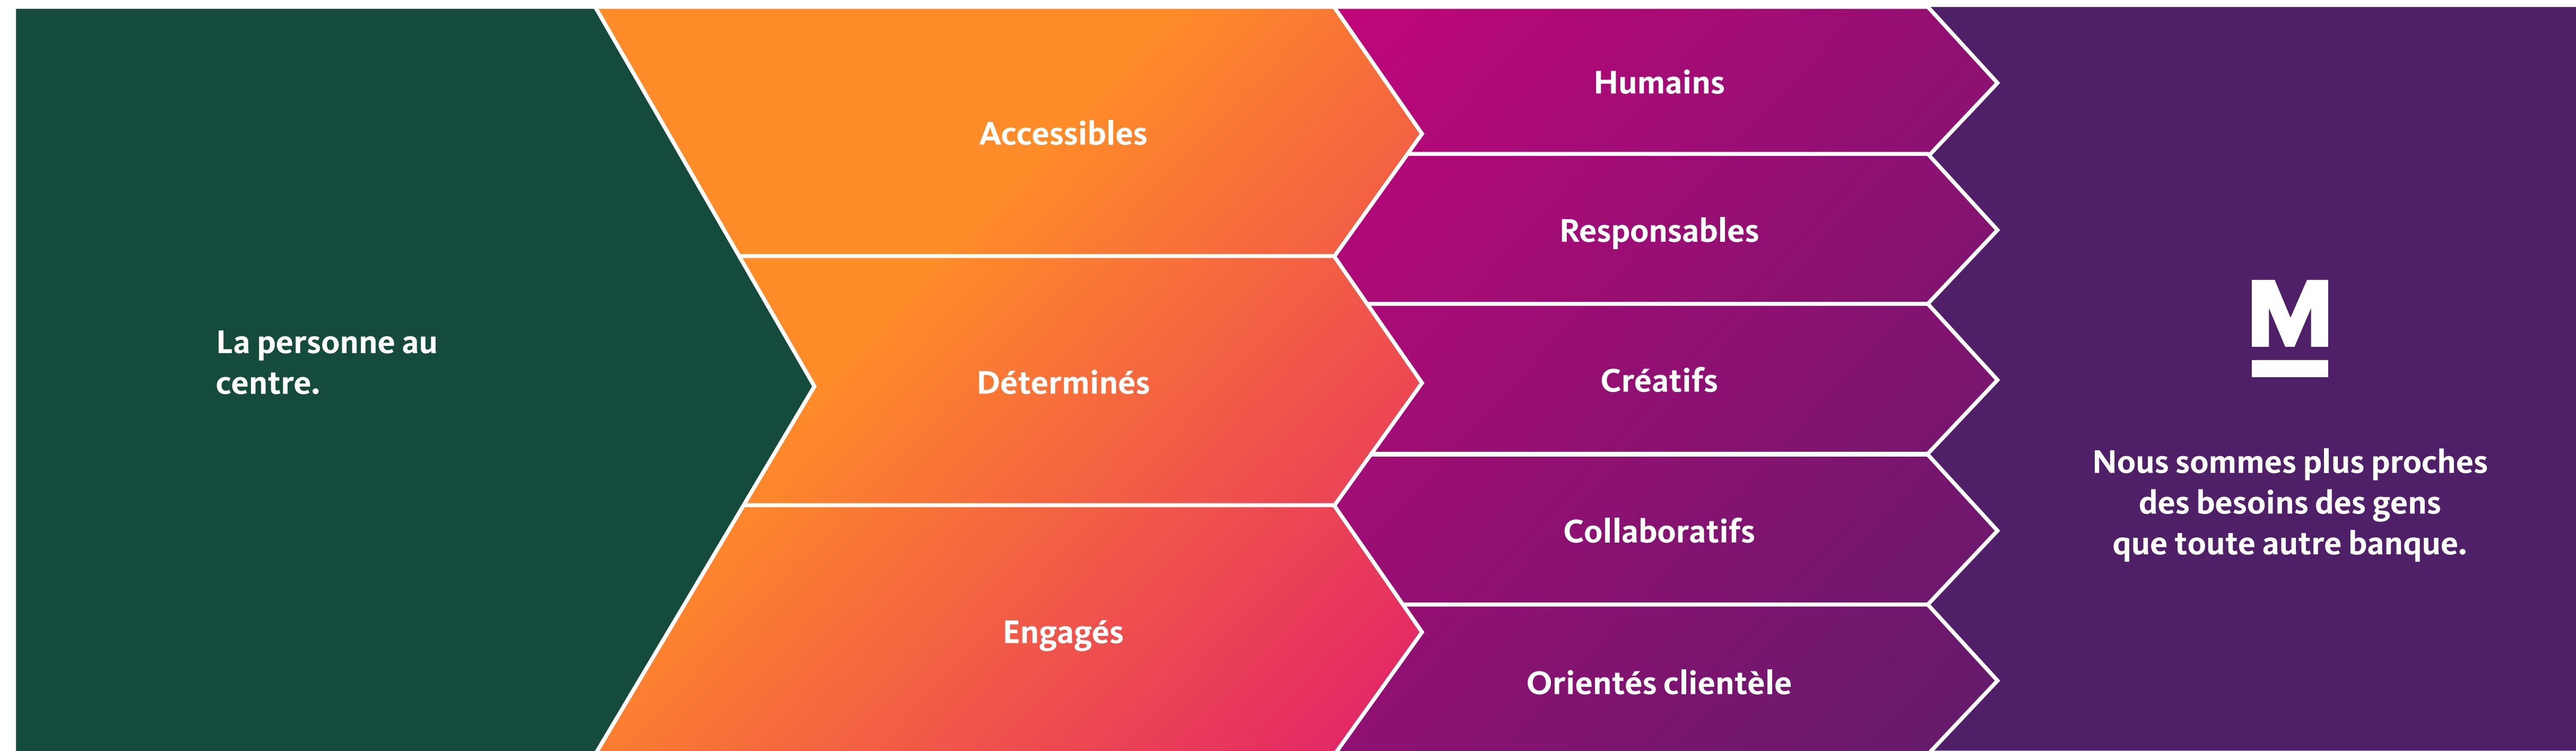 La personne au
centre.
Accessibles
Déterminés
Engagés
Humains
Responsables
Créatifs
Collaboratifs
Orientés clientèle
M
Nous sommes plus proches
des besoins des gens
que toute autre banque.